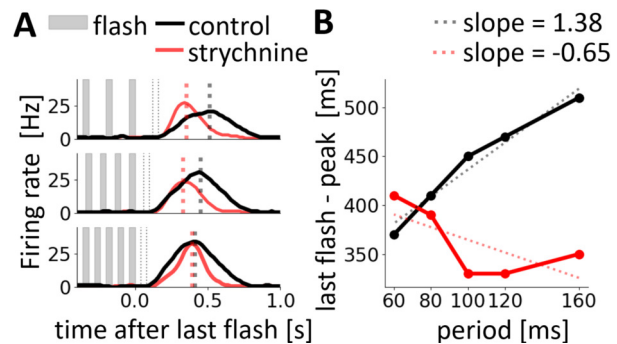 A flash control
strychnine
Firing rate [Hz]
25
0
25
0
25
0
0.0 0.5 1.0
time after last flash [s]
B slope = 1.38
slope = -0.65
last flash - peak [ms]
500
450
400
350
60 80 100 120 160
period [ms]